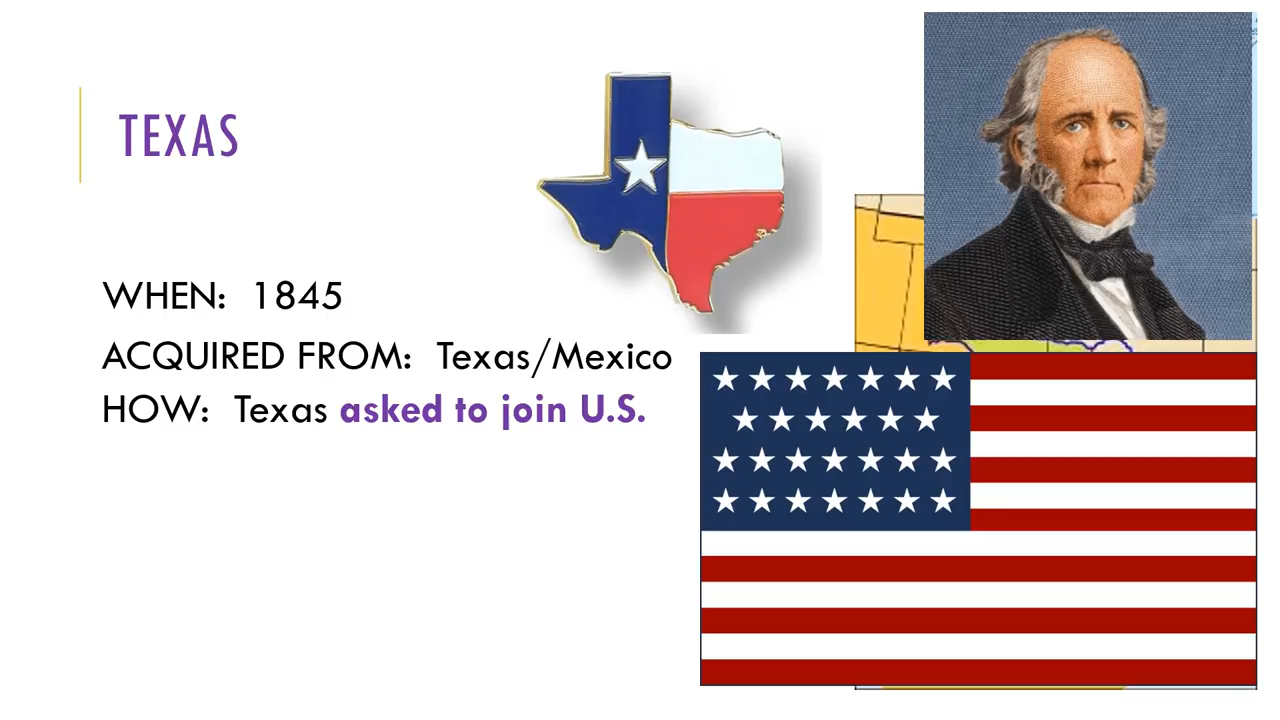 TEXAS
WHEN: 1845
ACQUIRED FROM: Texas/Mexico
HOW: Texas asked to join U.S.